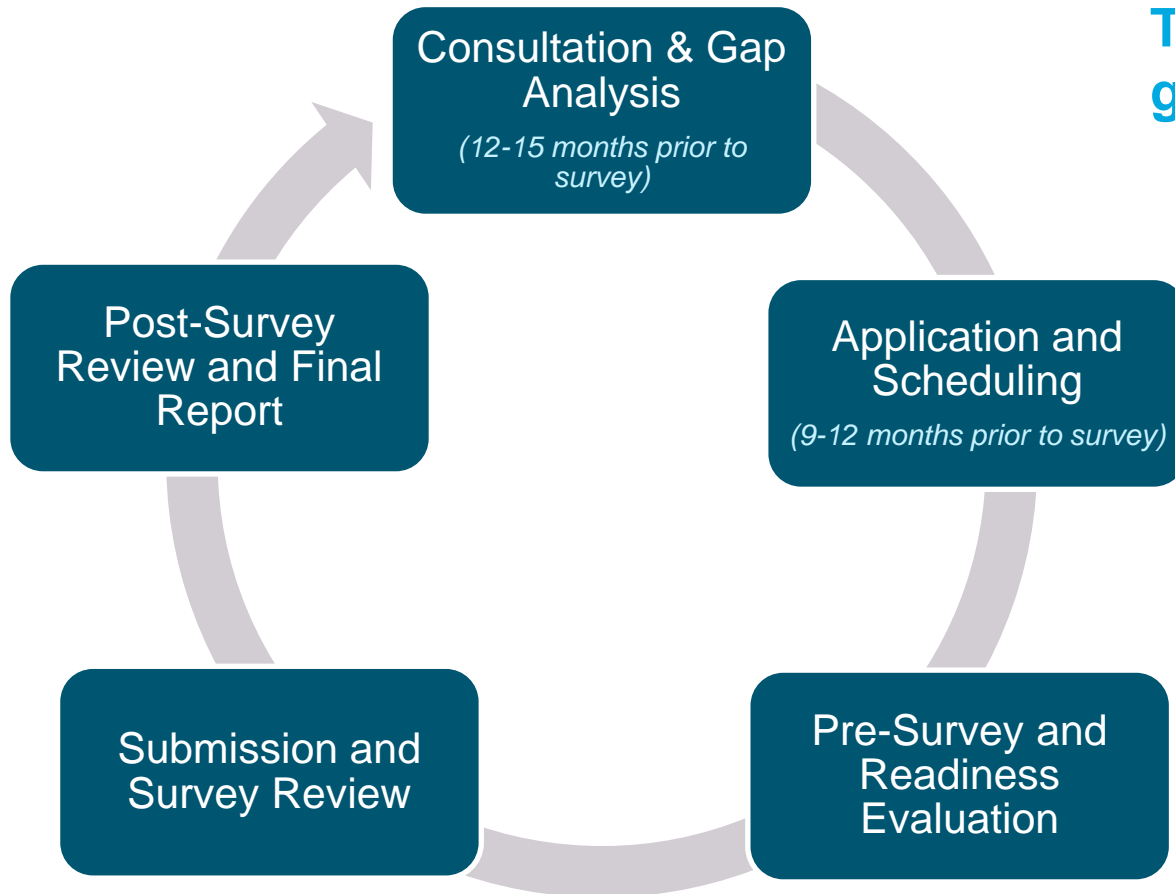 Consultation & Gap
Analysis
(12-15 months prior to
survey)
Application and
Scheduling
(9-12 months prior to survey)
Pre-Survey and
Readiness
Evaluation
Submission and
Survey Review
Post-Survey
Review and Final
Report